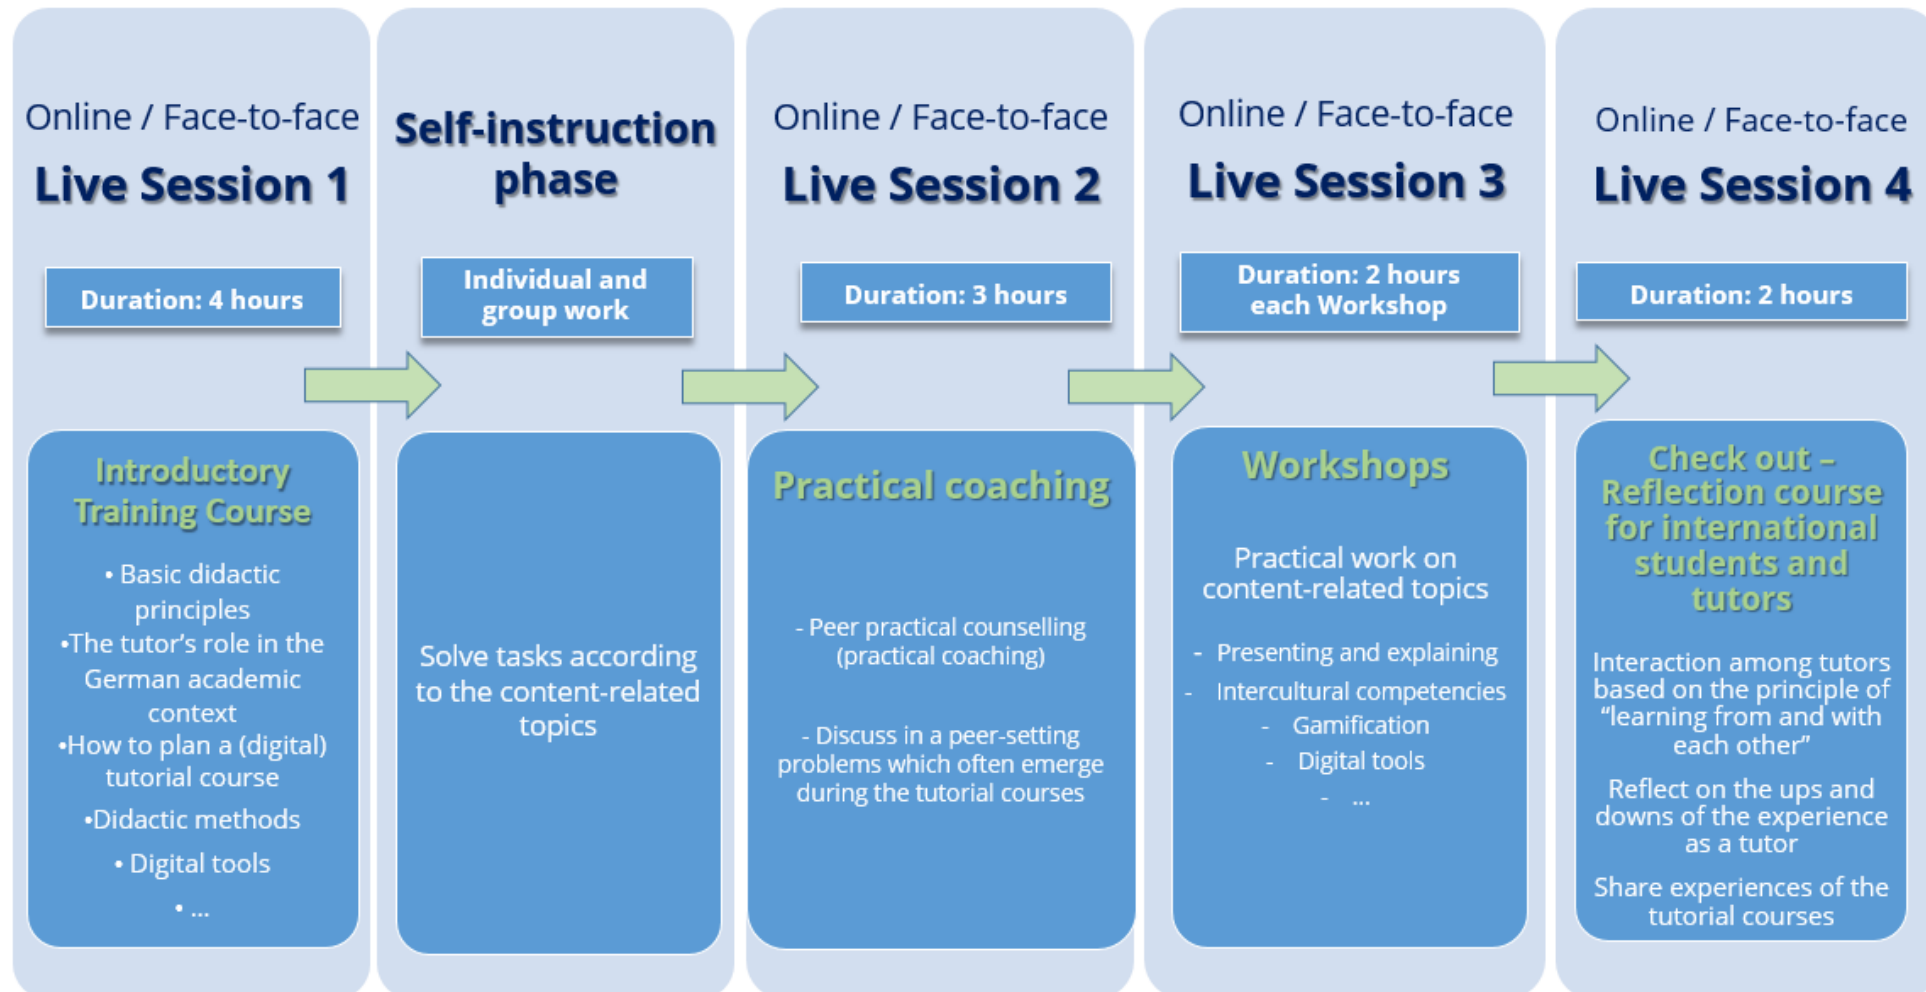 Online / Face-to-face
Live Session 1
Duration: 4 hours
Introductory
Training Course
• Basic didactic
principles
•The tutor’s role in the
German academic
context
•How to plan a (digital)
tutorial course
•Didactic methods
• Digital tools
• ...
Self-instruction
phase
Individual and
group work
Solve tasks according
to the content-related
topics
Online / Face-to-face
Live Session 2
Duration: 3 hours
Practical coaching
- Peer practical counselling
(practical coaching)
- Discuss in a peer-setting
problems which often emerge
during the tutorial courses
Online / Face-to-face
Live Session 3
Duration: 2 hours
each Workshop
Workshops
Practical work on
content-related topics
- Presenting and explaining
- Intercultural competencies
- Gamification
- Digital tools
- ...
Online / Face-to-face
Live Session 4
Duration: 2 hours
Check out –
Reflection course
for international
students and
tutors
Interaction among tutors
based on the principle of
“learning from and with
each other”
Reflect on the ups and
downs of the experience
as a tutor
Share experiences of the
tutorial courses